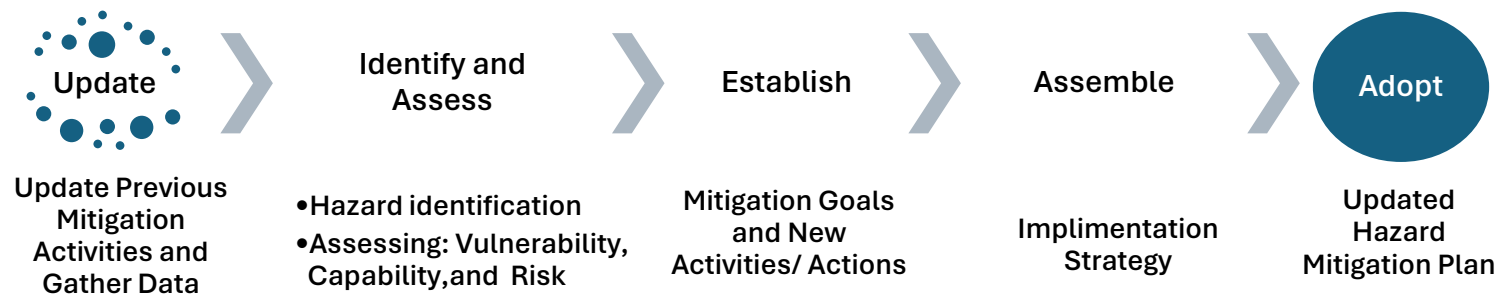 Update
Update Previous
Mitigation
Activities and
Gather Data
Identify and
Assess
•Hazard identification
•Assessing: Vulnerability,
Capability,and Risk
Establish
Mitigation Goals
and New
Activities/ Actions
Assemble
Implimentation
Strategy
Adopt
Updated
Hazard
Mitigation Plan